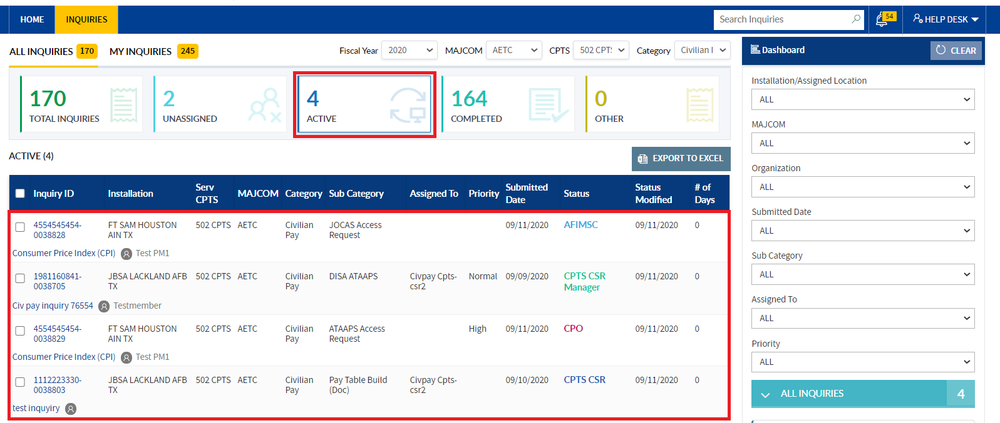 HOME INQUIRIES Search Inquiries 54 HELP DESK
ALL INQUIRIES 170 MY INQUIRIES 245 Fiscal Year 2020 MAJCOM AETC CPTS 502 CPT Category Civilian
170 TOTAL INQUIRIES
2 UNASSIGNED
4 ACTIVE
164 COMPLETED
0 OTHER
ACTIVE (4) EXPORT TO EXCEL
Inquiry ID Installation Serv CPTS MAJCOM Category Sub Category Assigned To Priority Submitted Date Status Status Modified # of Days
4554545454- FT SAM HOUSTON 502 CPTS AETC Civilian JOCAS Access 09/11/2020 AFIMSC 09/11/2020 0
0038828 AIN TX Pay Request
Consumer Price Index (CPI) Test PM1
1981160841- JBSA LACKLAND AFB 502 CPTS AETC Civilian DISA ATAAPS Civpay Cpts- Normal 09/09/2020 CPTS CSR 09/11/2020 0
0038705 TX Pay csr2 Manager
Civ pay inquiry 76554 Testmember
4554545454- FT SAM HOUSTON 502 CPTS AETC Civilian ATAAPS Access High 09/11/2020 CPO 09/11/2020 0
0038829 AIN TX Pay Request
Consumer Price Index (CPI) Test PM1
1112223330- JBSA LACKLAND AFB 502 CPTS AETC Civilian Pay Table Build Civpay Cpts- 09/10/2020 CPTS CSR 09/11/2020 0
0038803 TX Pay (Doc) csr2
test inquyiry
Dashboard CLEAR
Installation/Assigned Location
ALL
MAJCOM
ALL
Organization
ALL
Submitted Date
ALL
Sub Category
ALL
Assigned To
ALL
Priority
ALL
ALL INQUIRIES 4